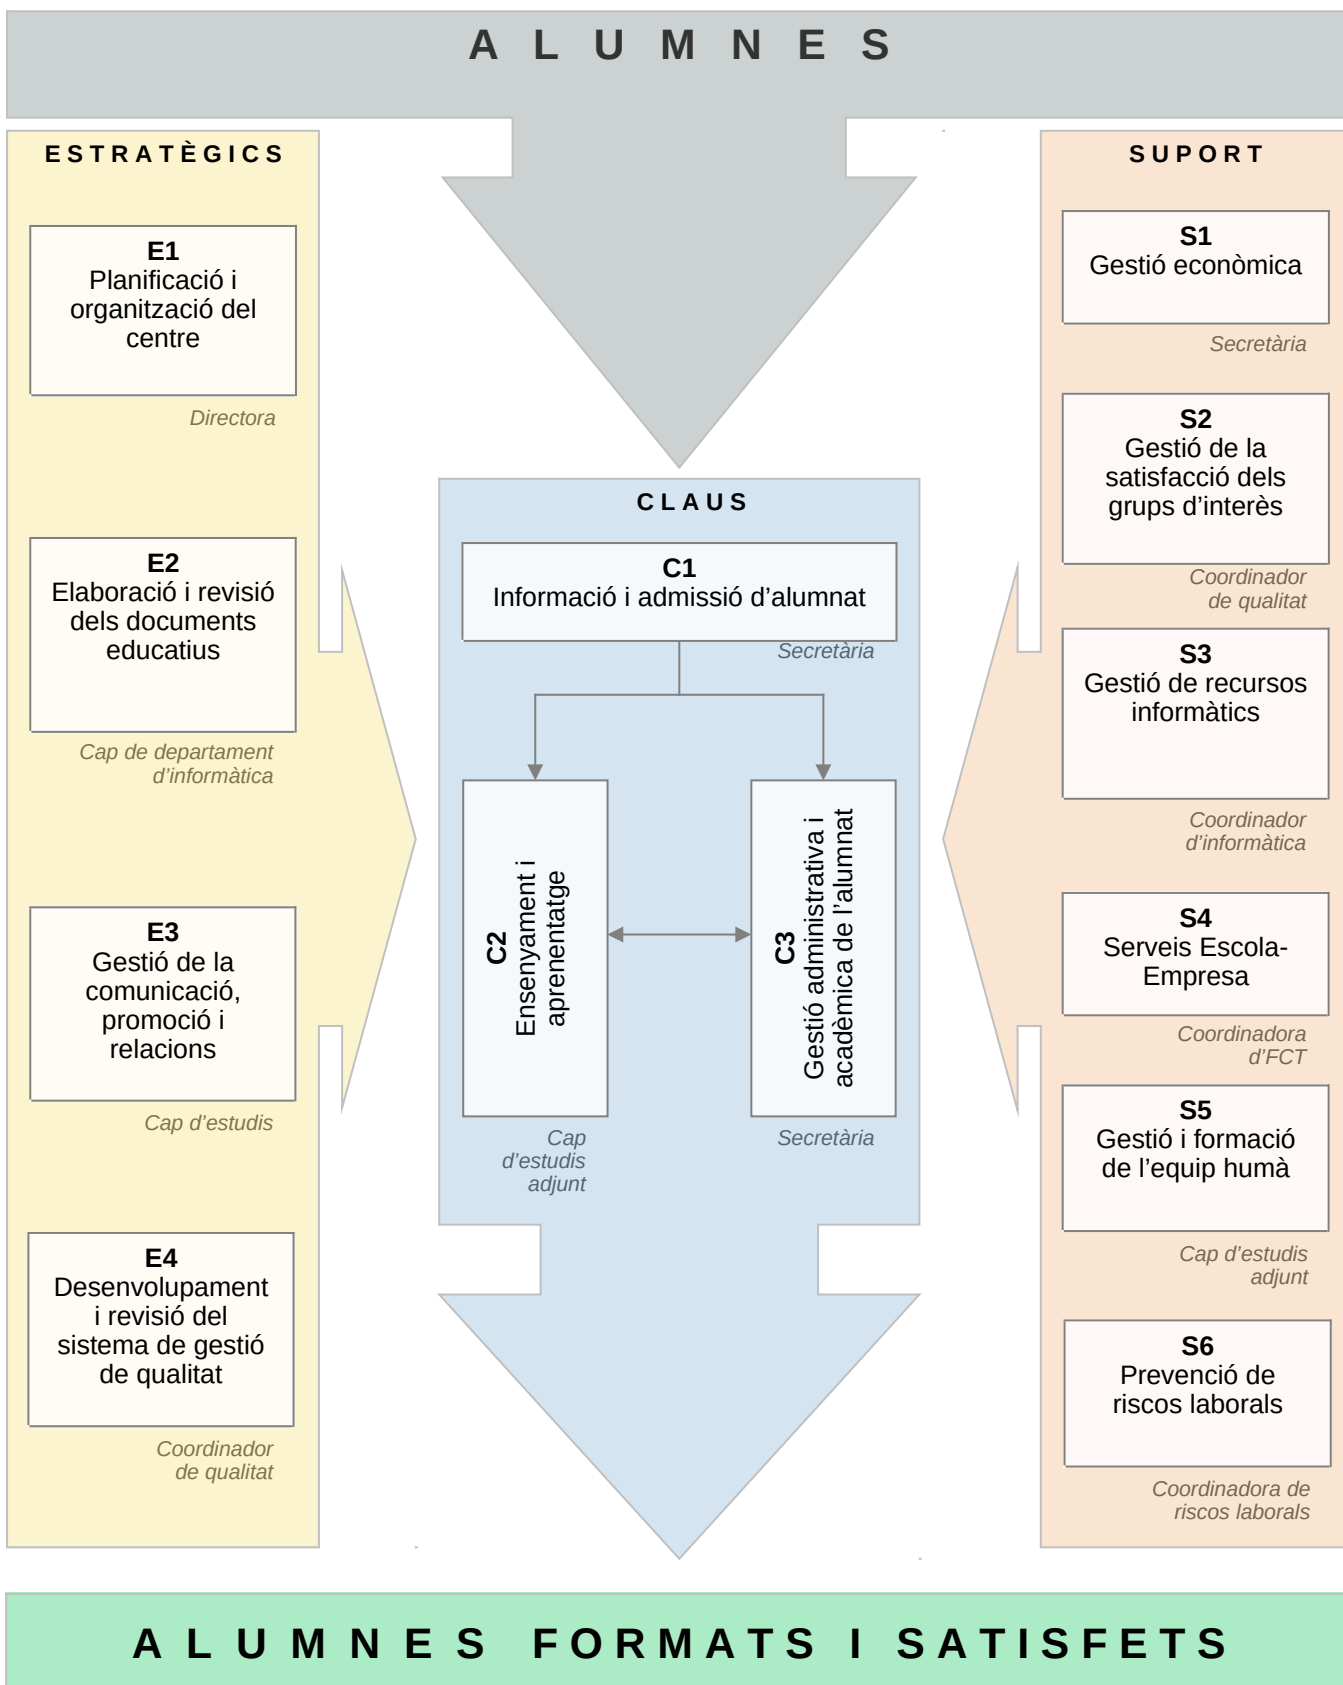 A L U M N E S
ESTRATÈGICS
E1
Planificació i
organització del
centre
Directora
E2
Elaboració i revisió
dels documents
educatius
Cap de departament
d’informàtica
E3
Gestió de la
comunicació,
promoció i
relacions
Cap d’estudis
E4
Desenvolupament
i revisió del
sistema de gestió
de qualitat
Coordinador
de qualitat
CLAUS
C1
Informació i admissió d’alumnat
Secretària
C2
Ensenyament i
aprenentatge
Cap
d’estudis
adjunt
C3
Gestió administrativa i
acadèmica de l’alumnat
Secretària
SUPORT
S1
Gestió econòmica
Secretària
S2
Gestió de la
satisfacció dels
grups d’interès
Coordinador
de qualitat
S3
Gestió de recursos
informàtics
Coordinador
d’informàtica
S4
Serveis Escola-
Empresa
Coordinadora
d’FCT
S5
Gestió i formació
de l’equip humà
Cap d’estudis
adjunt
S6
Prevenció de
riscos laborals
Coordinadora de
riscos laborals
A L U M N E S FORMATS I SATISFETS